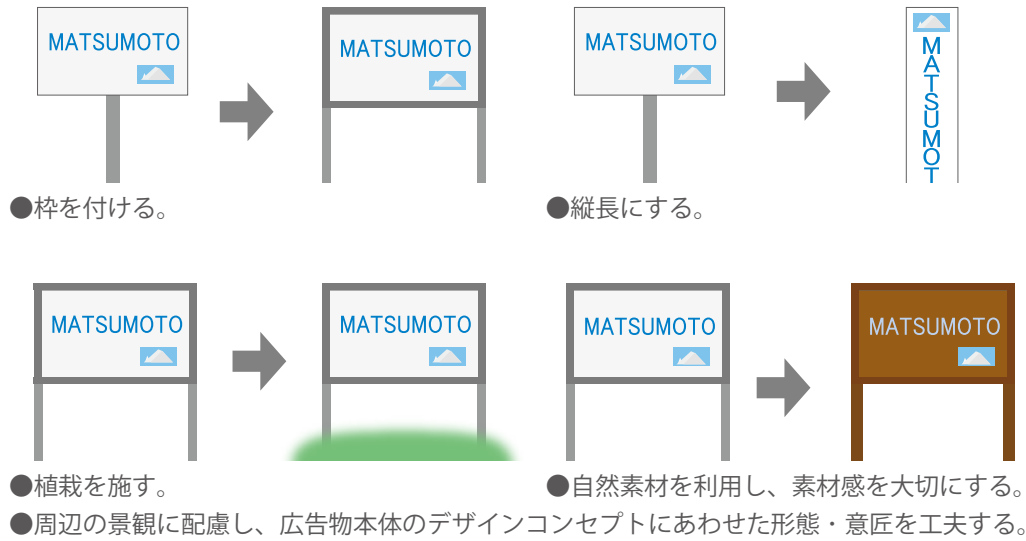 MATSUMOTO
MATSUMOTO
MATSUMOTO
MATSUMOT
●枠を付ける。
●縦長にする。
MATSUMOTO
MATSUMOTO
MATSUMOTO
MATSUMOTO
●植栽を施す。
●自然素材を利用し、素材感を大切にする。
●周辺の景観に配慮し、広告物本体のデザインコンセプトにあわせた形態・意匠を工夫する。